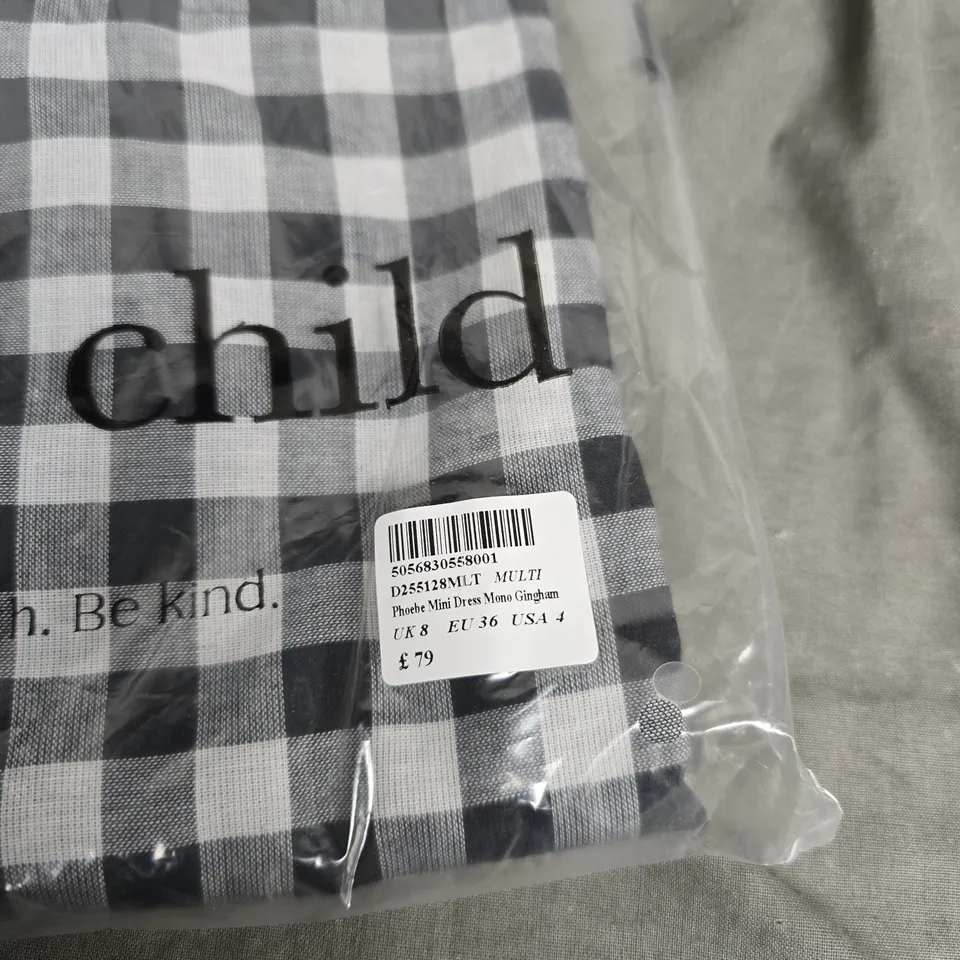 child
h. Be kind.
5056830558001
D255128MLT MULTI
Phoebe Mini Dress Mono Gingham
UK 8 EU 36 USA 4
£ 79